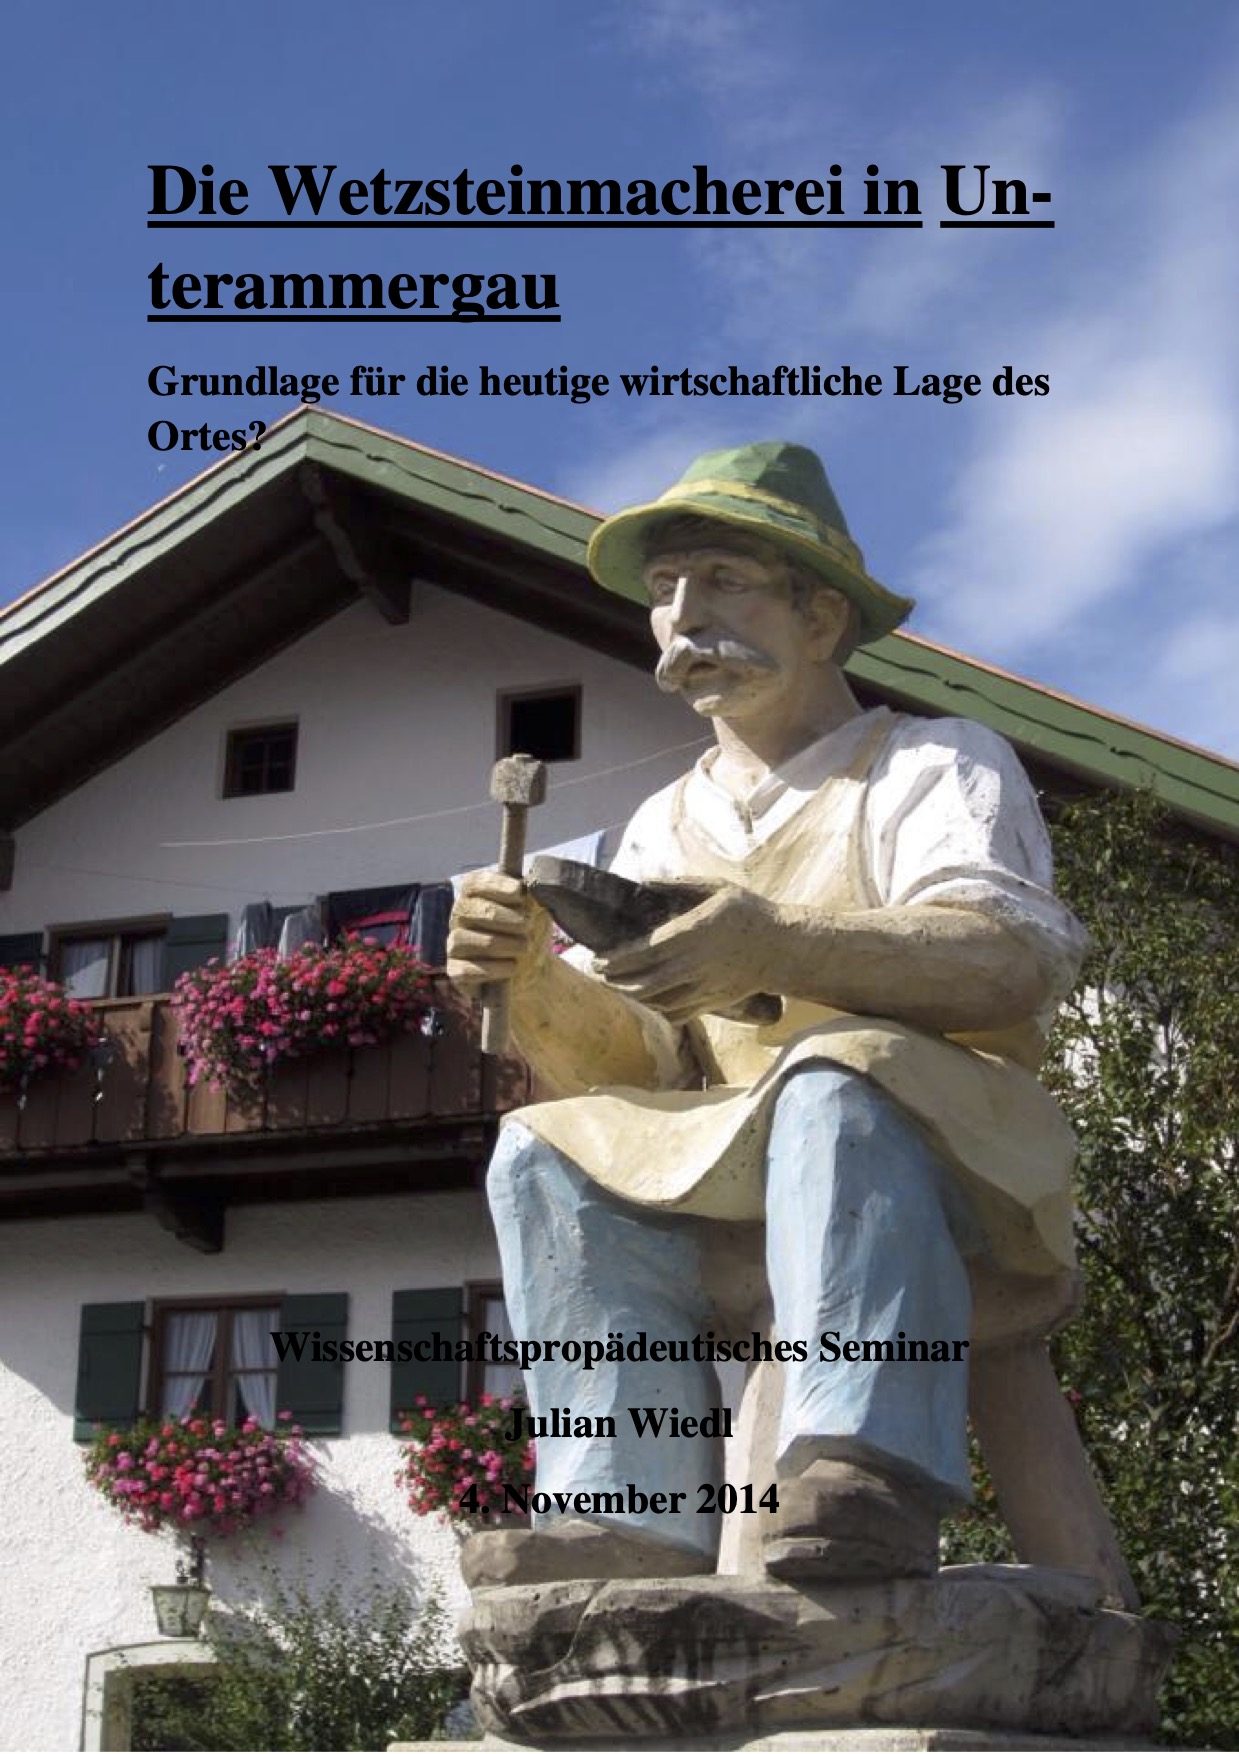 Die Wetzsteinmacherei in Un-
terammergau
Grundlage für die heutige wirtschaftliche Lage des
Ortes?
Wissenschaftspropädeutisches Seminar
Julian Wiedl
4. November 2014